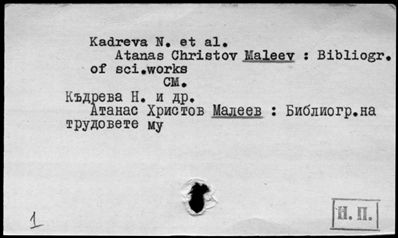 Kadreva N. et al.
Atanas Christov Maleev : Bibliogr.
of sci.works
СМ.
Къдрева Н. и др.
Атанас Христов Малеев : Библиогр.на
трудовете му
1
Н. П.